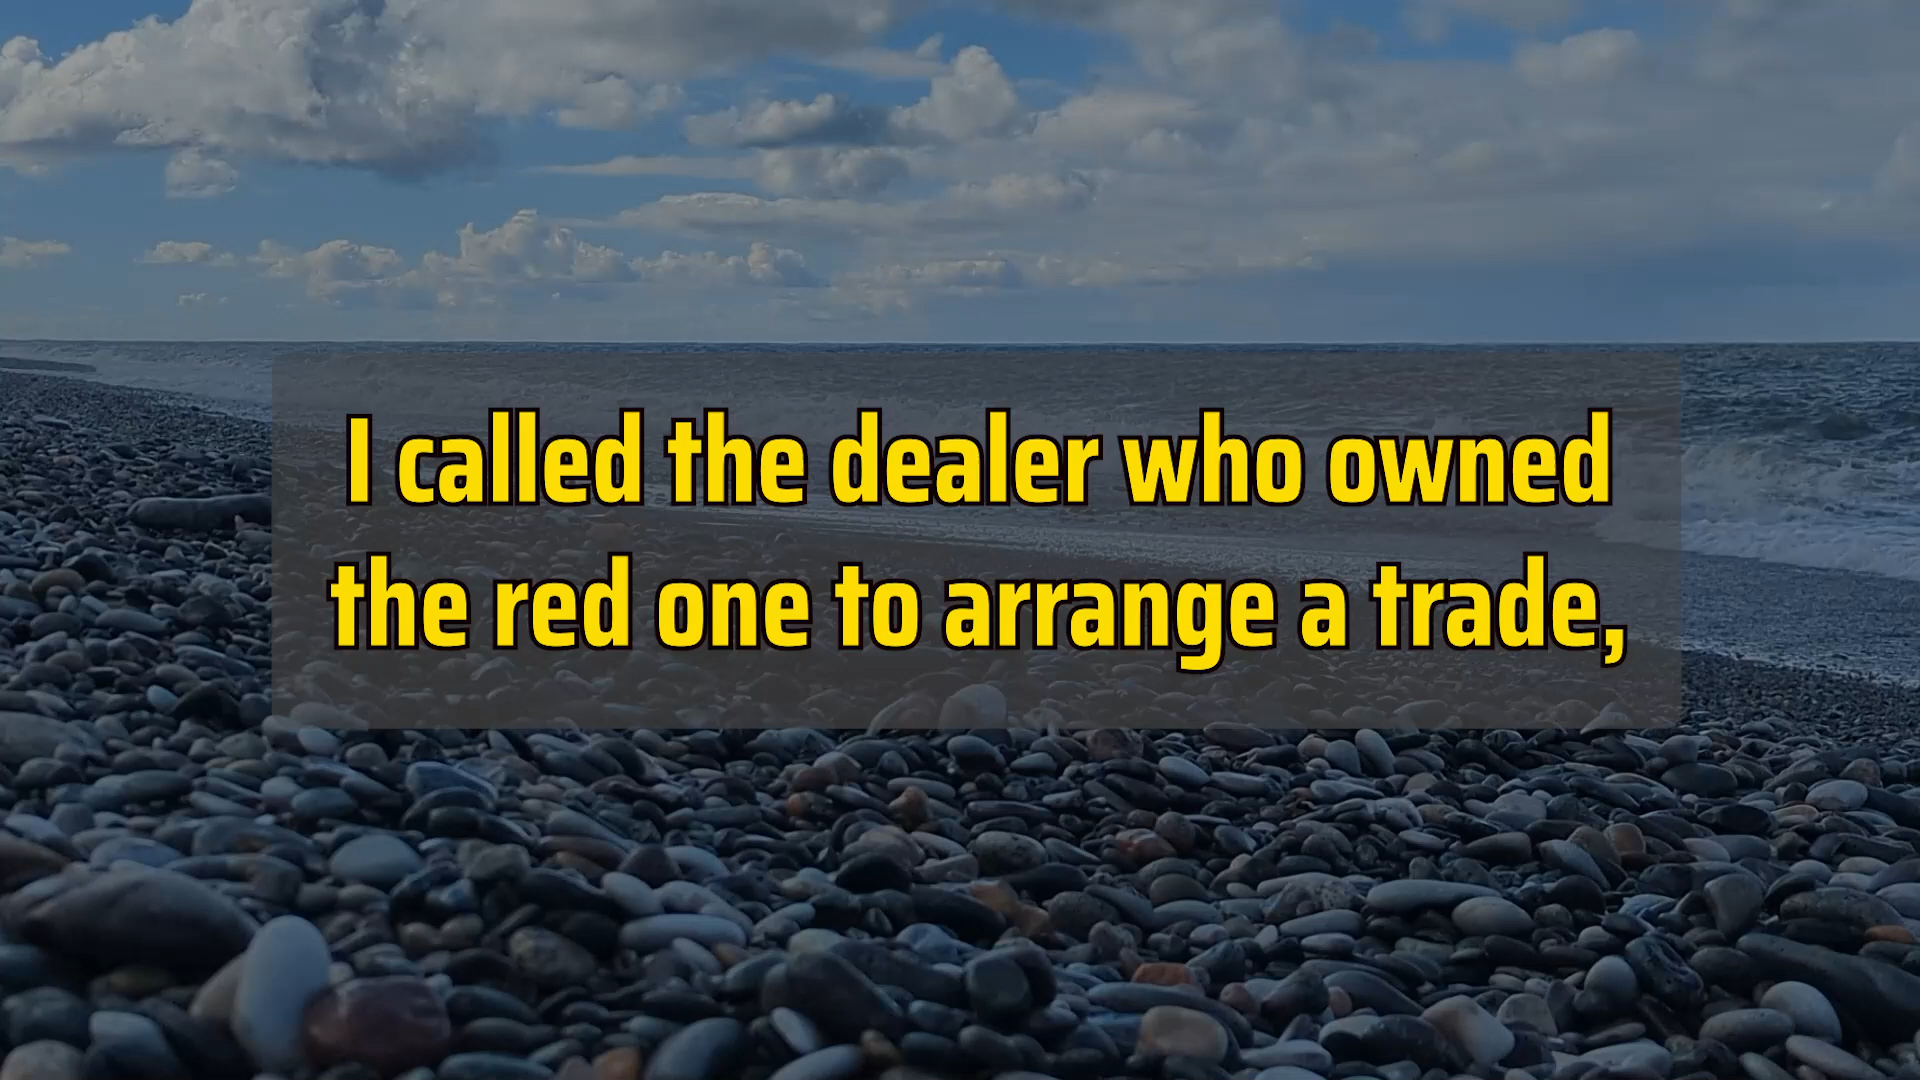 I called the dealer who owned
the red one to arrange a trade,